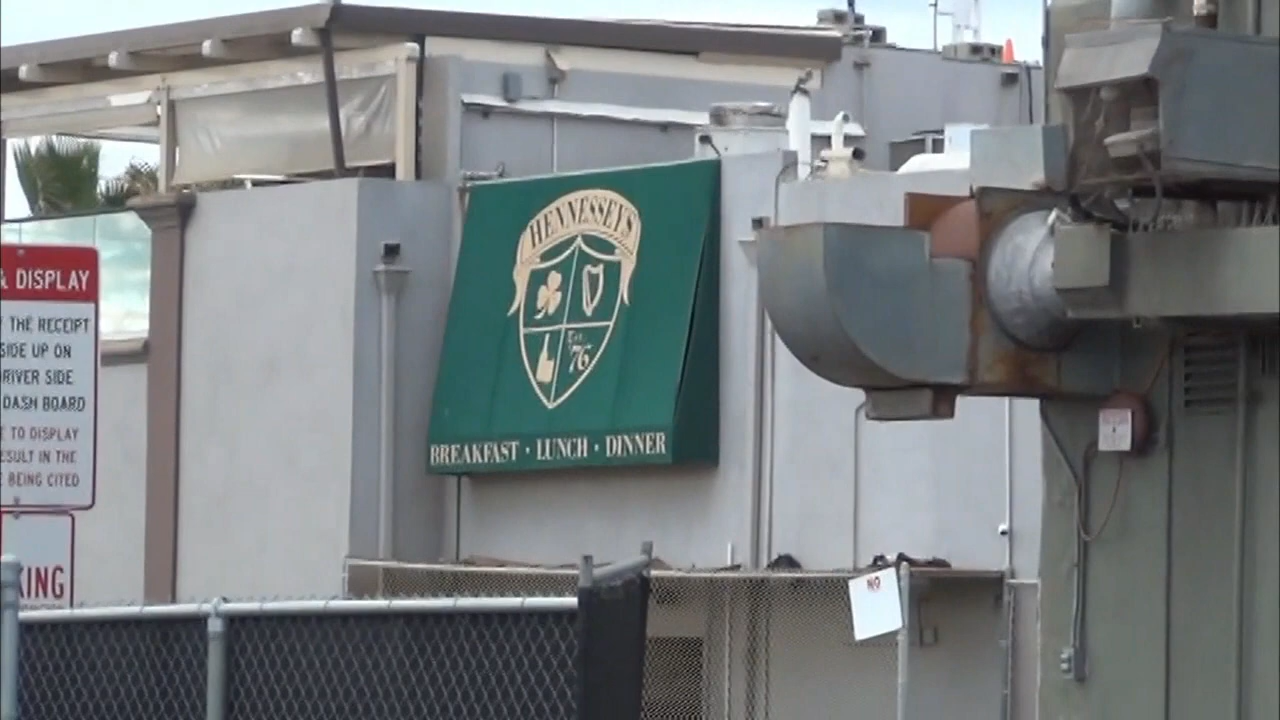 HENNESSEY'S
Est.
76
BREAKFAST · LUNCH · DINNER
& DISPLAY
THE RECEIPT
SIDE UP ON
DRIVER SIDE
DASH BOARD
TO DISPLAY
RESULT IN THE
BEING CITED
KING
NO